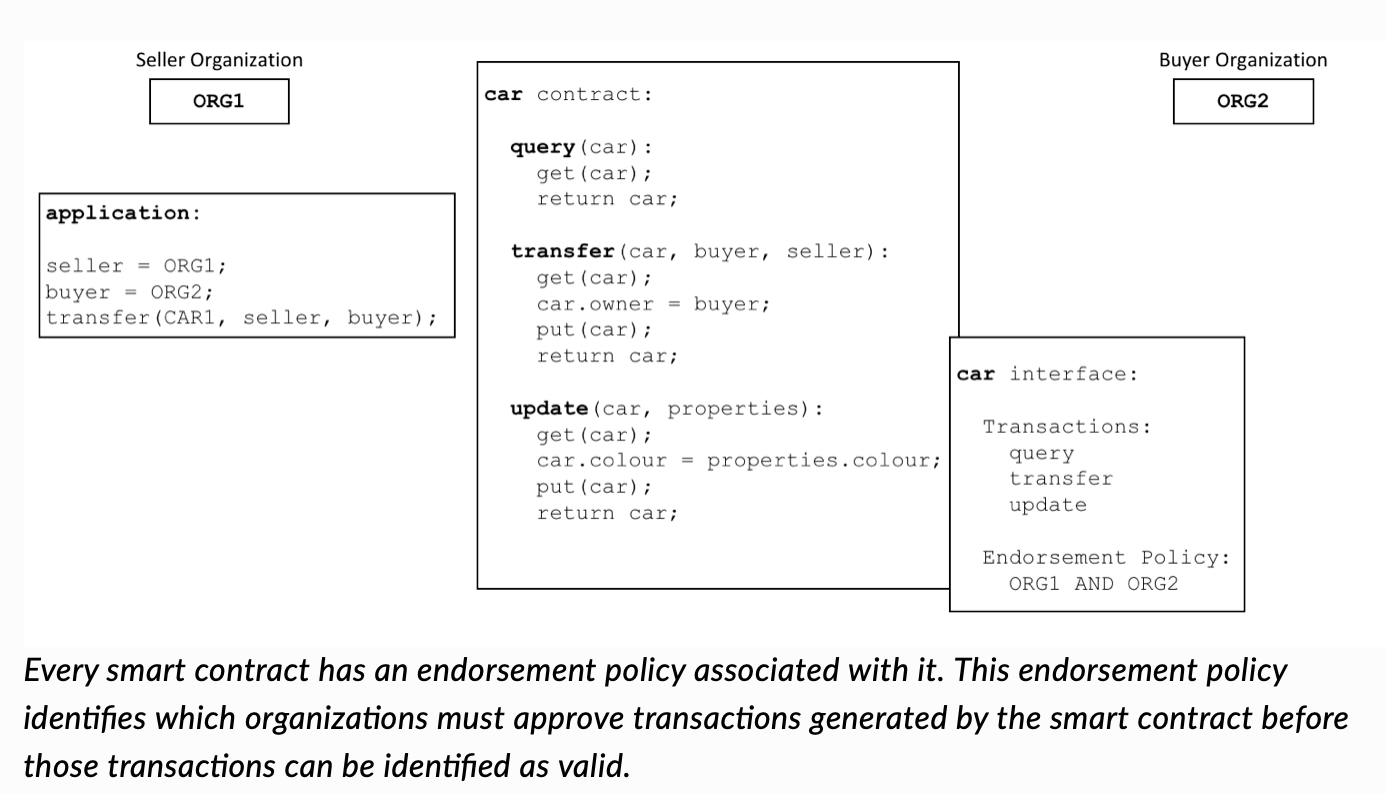 Seller Organization
ORG1
application:
seller = ORG1;
buyer = ORG2;
transfer(CAR1, seller, buyer);
car contract:
query(car):
get(car);
return car;
transfer(car, buyer, seller):
get(car);
car.owner = buyer;
put(car);
return car;
update(car, properties):
get(car);
car.colour = properties.colour;
put(car);
return car;
Buyer Organization
ORG2
car interface:
Transactions:
query
transfer
update
Endorsement Policy:
ORG1 AND ORG2
Every smart contract has an endorsement policy associated with it. This endorsement policy
identifies which organizations must approve transactions generated by the smart contract before
those transactions can be identified as valid.